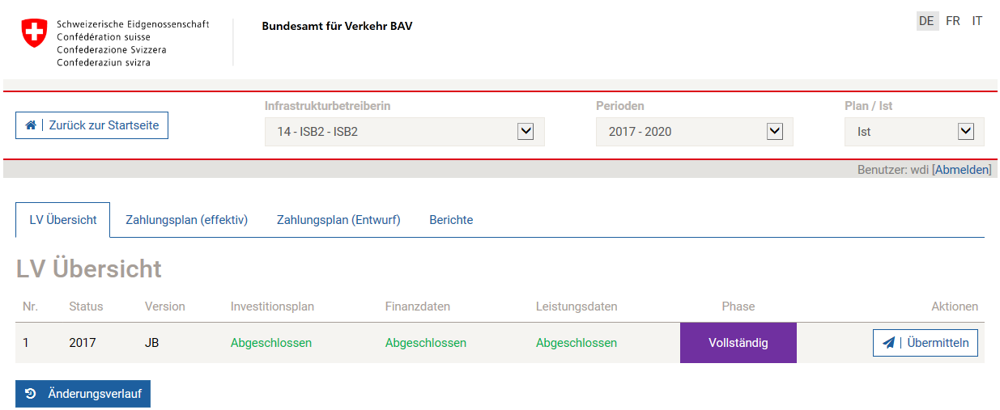 Schweizerische Eidgenossenschaft
Confédération suisse
Confederazione Svizzera
Confederaziun svizra
Bundesamt für Verkehr BAV
DE FR IT
Zurück zur Startseite
Infrastrukturbetreiberin
14 - ISB2 - ISB2
Perioden
2017 - 2020
Plan / Ist
Ist
Benutzer: wdi [Abmelden]
LV Übersicht Zahlungsplan (effektiv) Zahlungsplan (Entwurf) Berichte
LV Übersicht
Nr. Status Version Investitionsplan Finanzdaten Leistungsdaten Phase Aktionen
1 2017 JB Abgeschlossen Abgeschlossen Abgeschlossen Vollständig Übermitteln
Änderungsverlauf